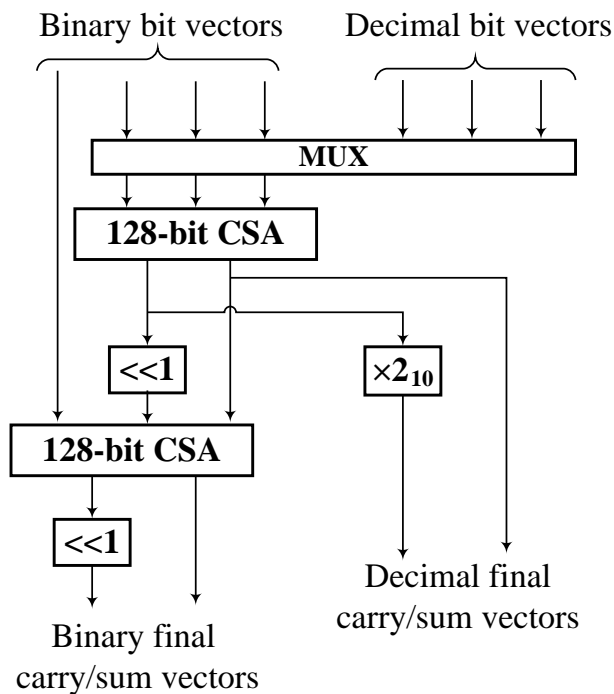 Binary bit vectors
Decimal bit vectors
MUX
128-bit CSA
<<1
×2₁₀
128-bit CSA
<<1
Decimal final
carry/sum vectors
Binary final
carry/sum vectors